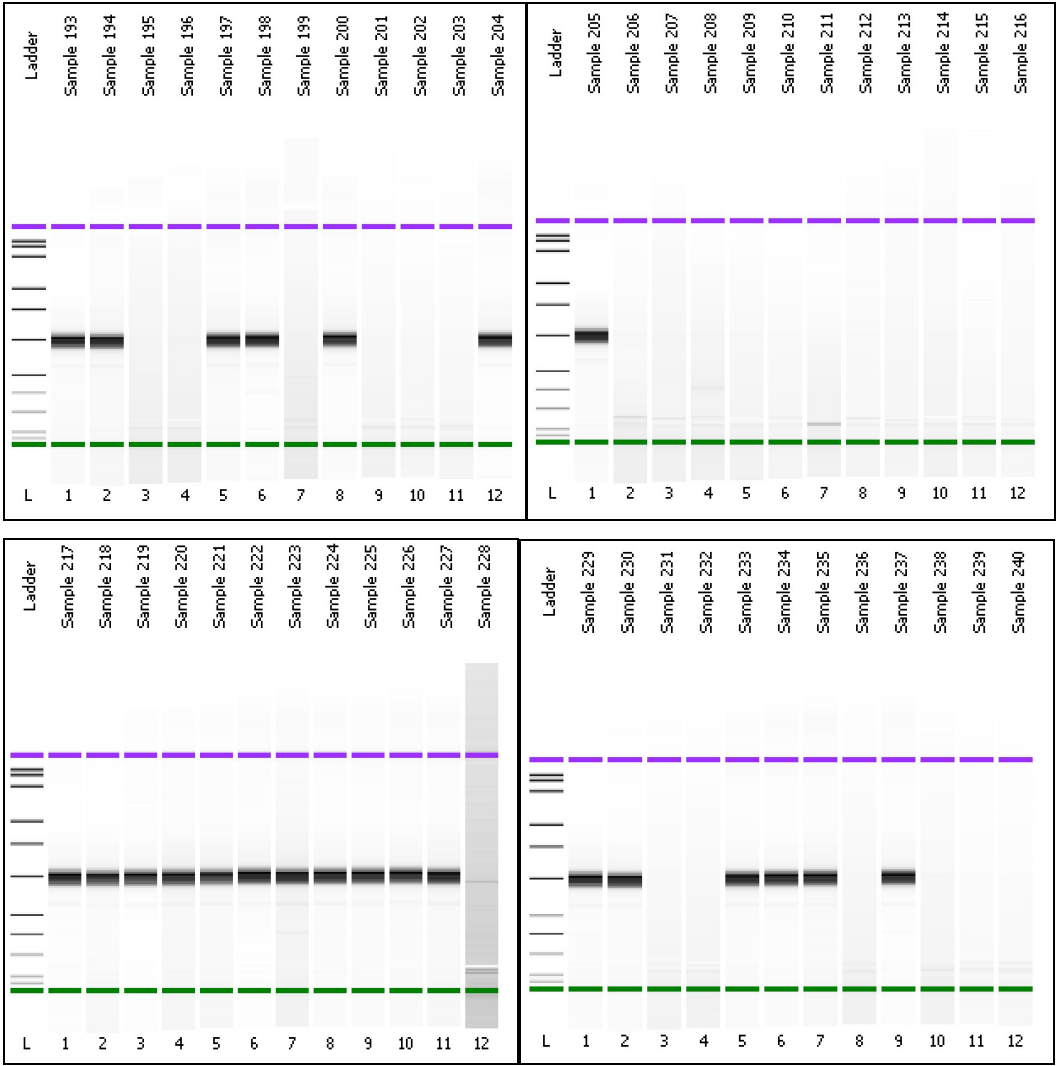 Ladder
Sample 193
Sample 194
Sample 195
Sample 196
Sample 197
Sample 198
Sample 199
Sample 200
Sample 201
Sample 202
Sample 203
Sample 204
L 1 2 3 4 5 6 7 8 9 10 11 12
Ladder
Sample 205
Sample 206
Sample 207
Sample 208
Sample 209
Sample 210
Sample 211
Sample 212
Sample 213
Sample 214
Sample 215
Sample 216
L 1 2 3 4 5 6 7 8 9 10 11 12
Ladder
Sample 217
Sample 218
Sample 219
Sample 220
Sample 221
Sample 222
Sample 223
Sample 224
Sample 225
Sample 226
Sample 227
Sample 228
L 1 2 3 4 5 6 7 8 9 10 11 12
Ladder
Sample 229
Sample 230
Sample 231
Sample 232
Sample 233
Sample 234
Sample 235
Sample 236
Sample 237
Sample 238
Sample 239
Sample 240
L 1 2 3 4 5 6 7 8 9 10 11 12